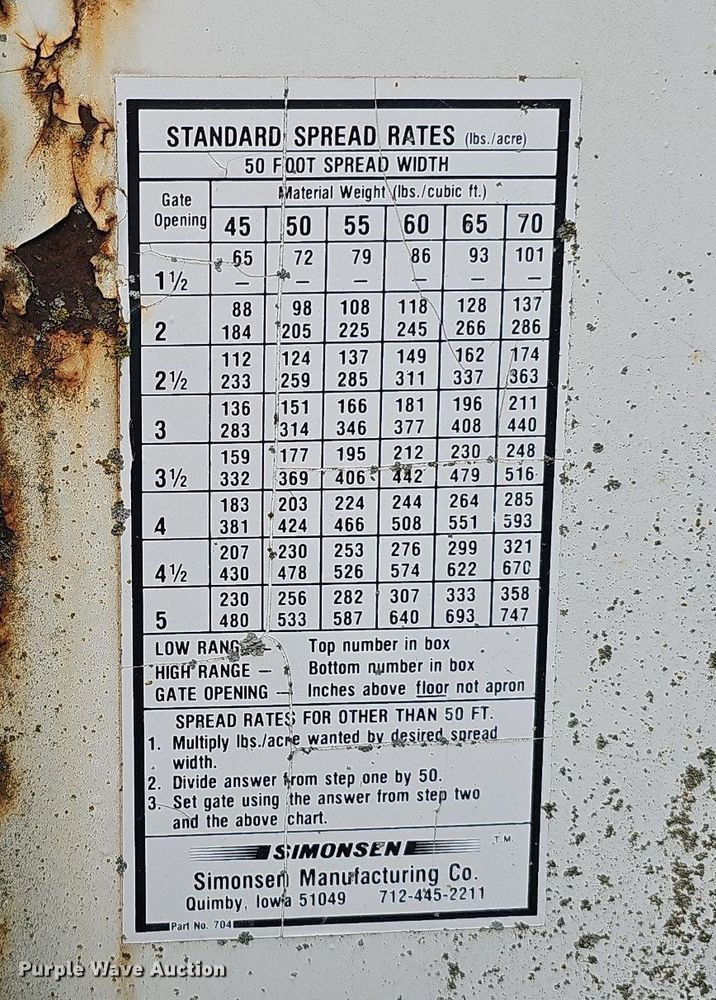 STANDARD SPREAD RATES (lbs./acre)
50 FOOT SPREAD WIDTH
Gate Opening Material Weight (lbs./cubic ft.)
45 50 55 60 65 70
1½ 65 72 79 86 93 101
— — — — — —
2 88 98 108 118 128 137
184 205 225 245 266 286
2½ 112 124 137 149 162 174
233 259 285 311 337 363
3 136 151 166 181 196 211
283 314 346 377 408 440
3½ 159 177 195 212 230 248
332 369 406 442 479 516
4 183 203 224 244 264 285
381 424 466 508 551 593
4½ 207 230 253 276 299 321
430 478 526 574 622 670
5 230 256 282 307 333 358
480 533 587 640 693 747
LOW RANGE — Top number in box
HIGH RANGE — Bottom number in box
GATE OPENING — Inches above floor not apron
SPREAD RATES FOR OTHER THAN 50 FT.
1. Multiply lbs./acre wanted by desired spread
width.
2. Divide answer from step one by 50.
3. Set gate using the answer from step two
and the above chart.
SIMONSEN T.M.
Simonsen Manufacturing Co.
Quimby, Iowa 51049 712-445-2211
Part No. 704
Purple Wave Auction